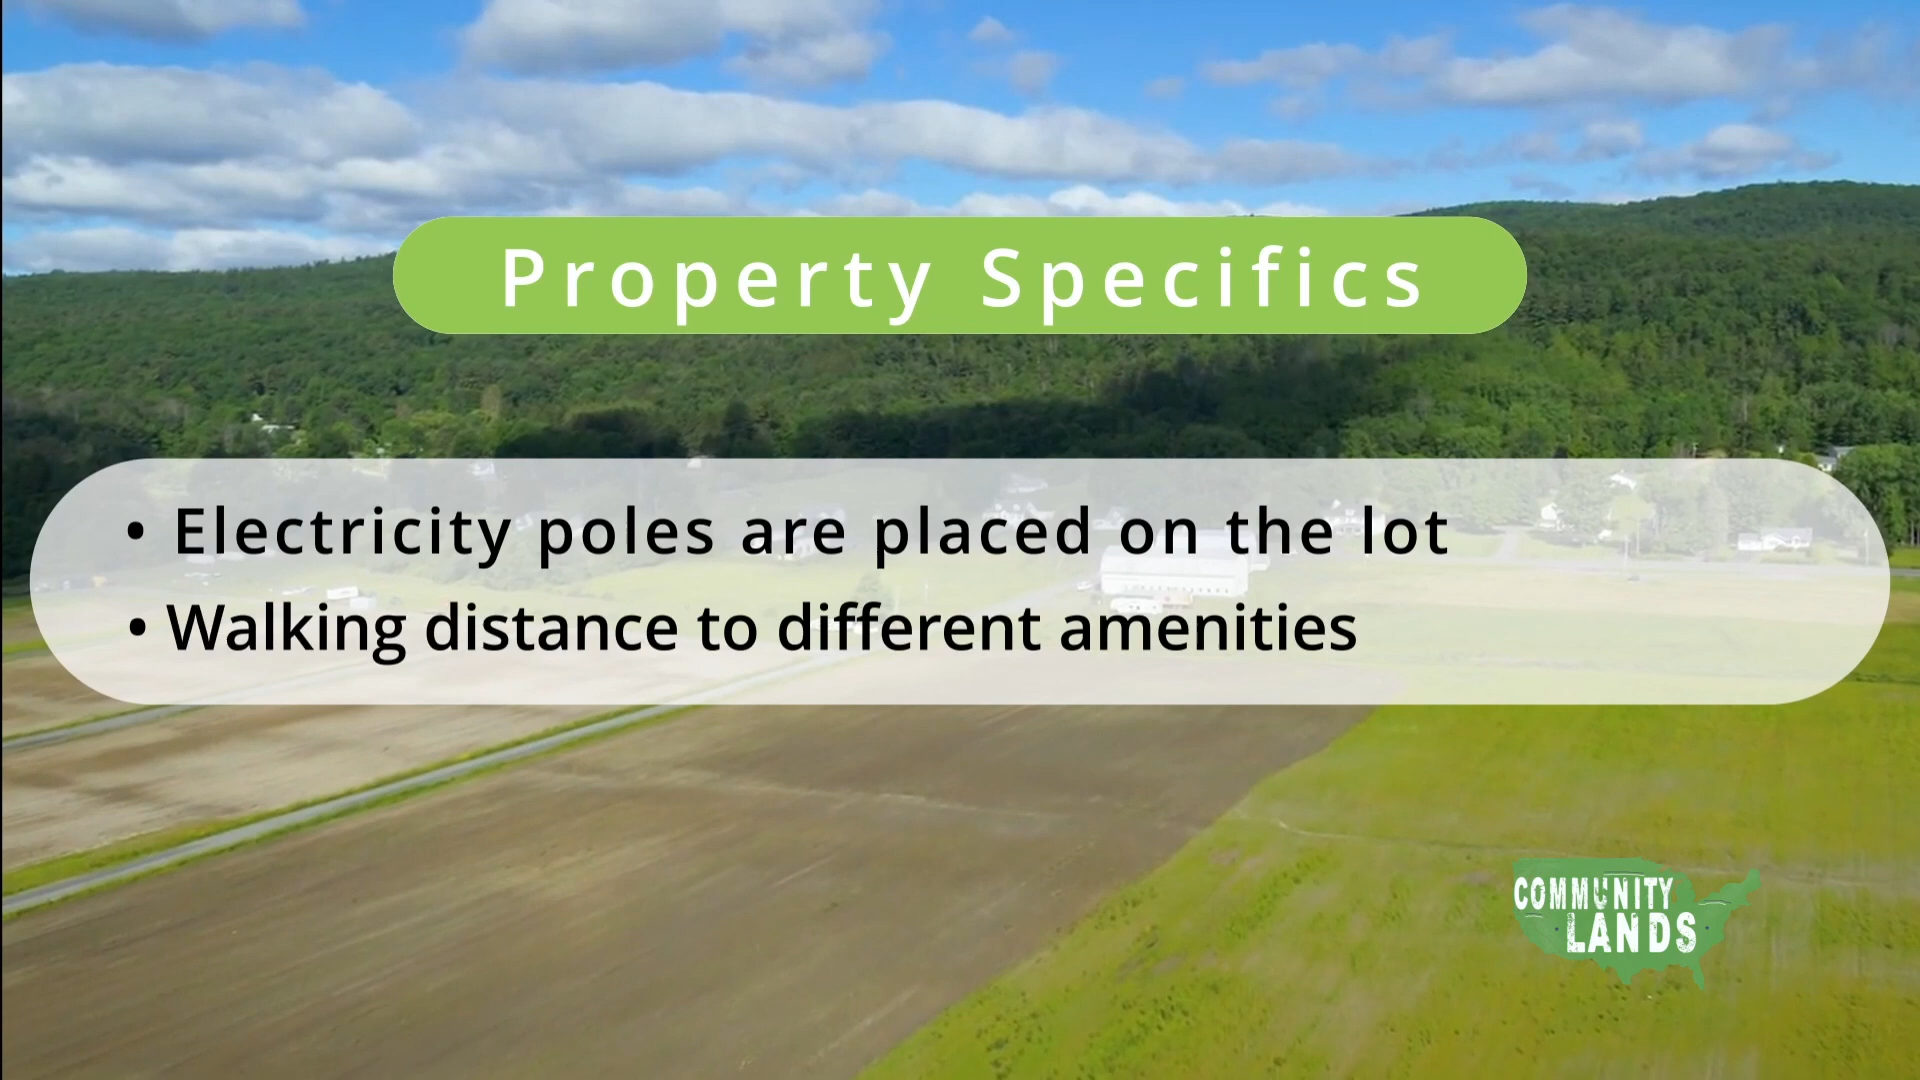 Property Specifics
• Electricity poles are placed on the lot
• Walking distance to different amenities
COMMUNITY
LANDS